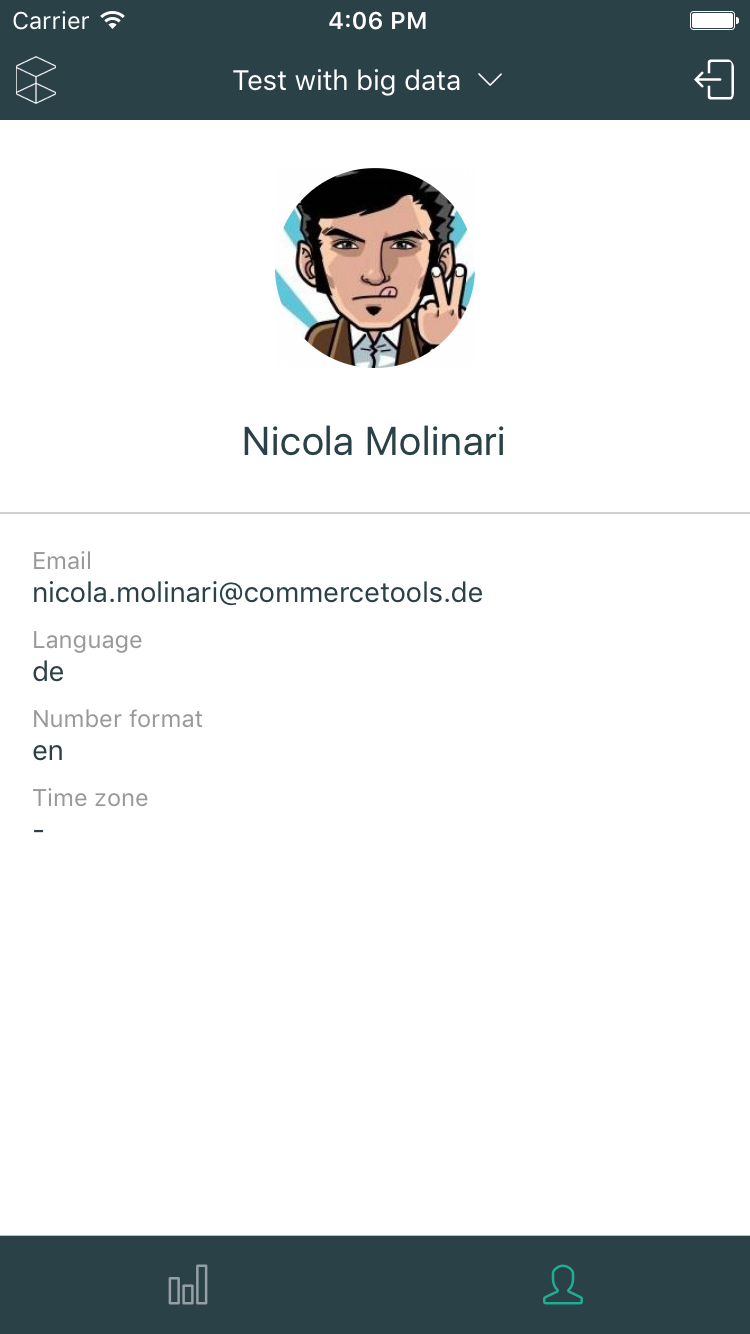 Carrier 4:06 PM
Test with big data
Nicola Molinari
Email
nicola.molinari@commercetools.de
Language
de
Number format
en
Time zone
-